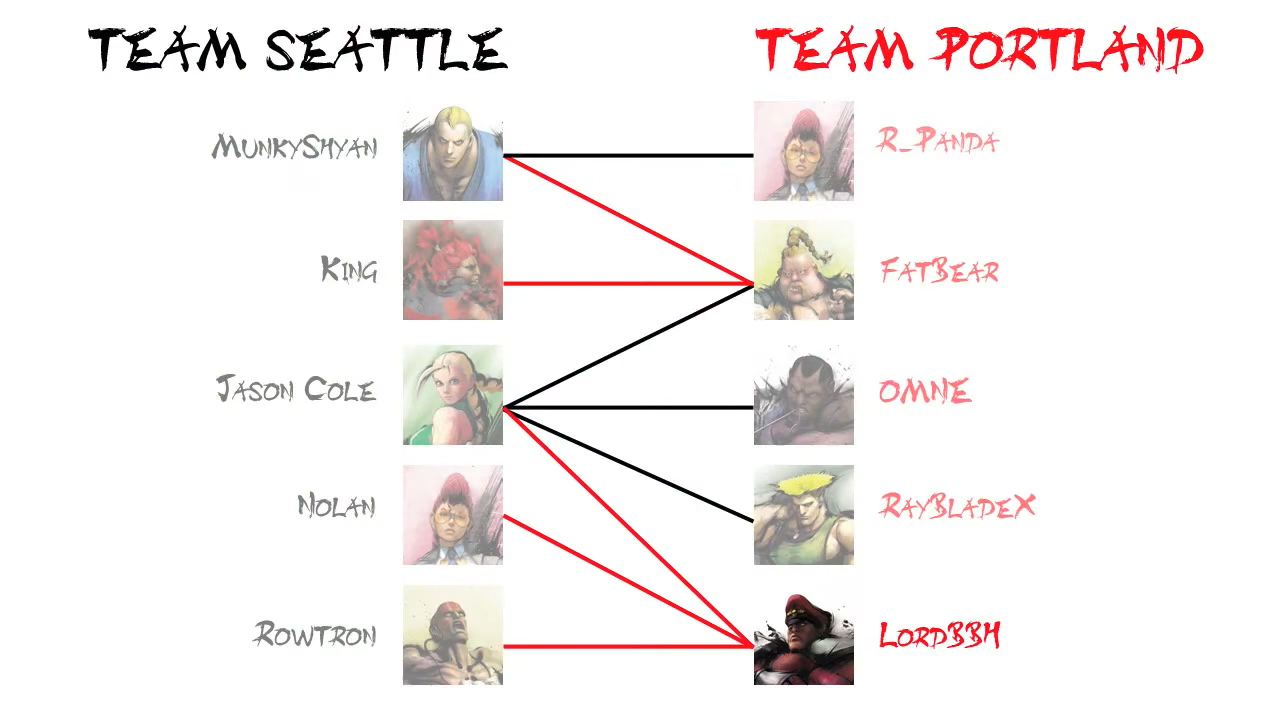 TEAM SEATTLE
TEAM PORTLAND
MunkyShyan
R_Panda
King
FatBear
Jason Cole
OMNE
Nolan
RayBladeX
Rowtron
LordBBH